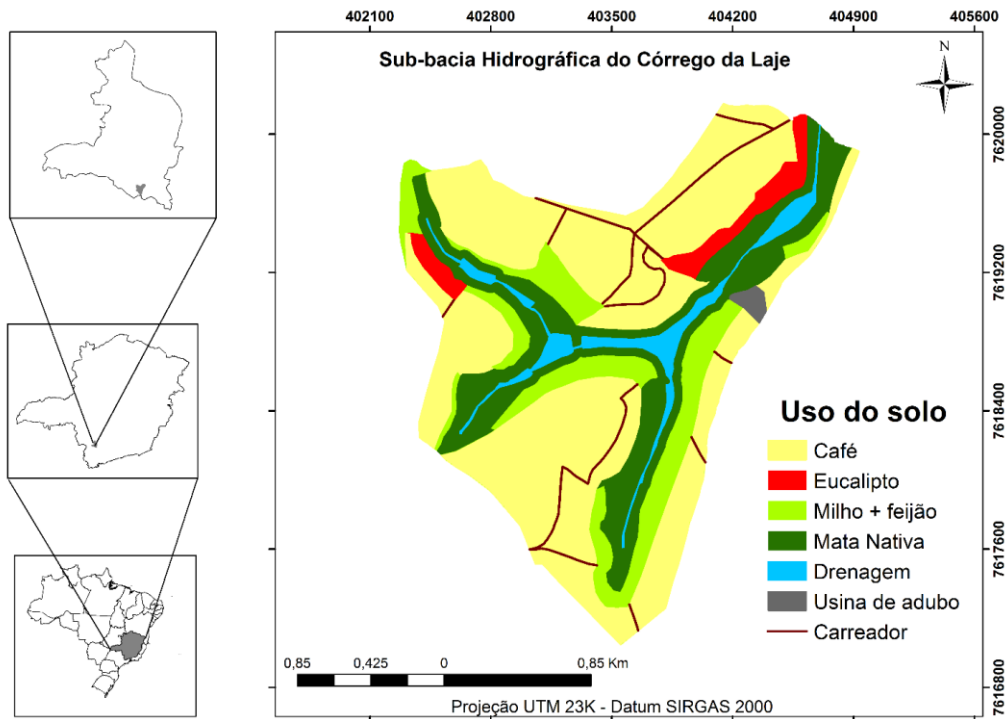 402100 402800 403500 404200 404900 405600
Sub-bacia Hidrográfica do Córrego da Laje
N
7620000
7619200
7618400
7617600
7616800
Uso do solo
Café
Eucalipto
Milho + feijão
Mata Nativa
Drenagem
Usina de adubo
Carreador
0,85 0,425 0 0,85 Km
Projeção UTM 23K - Datum SIRGAS 2000